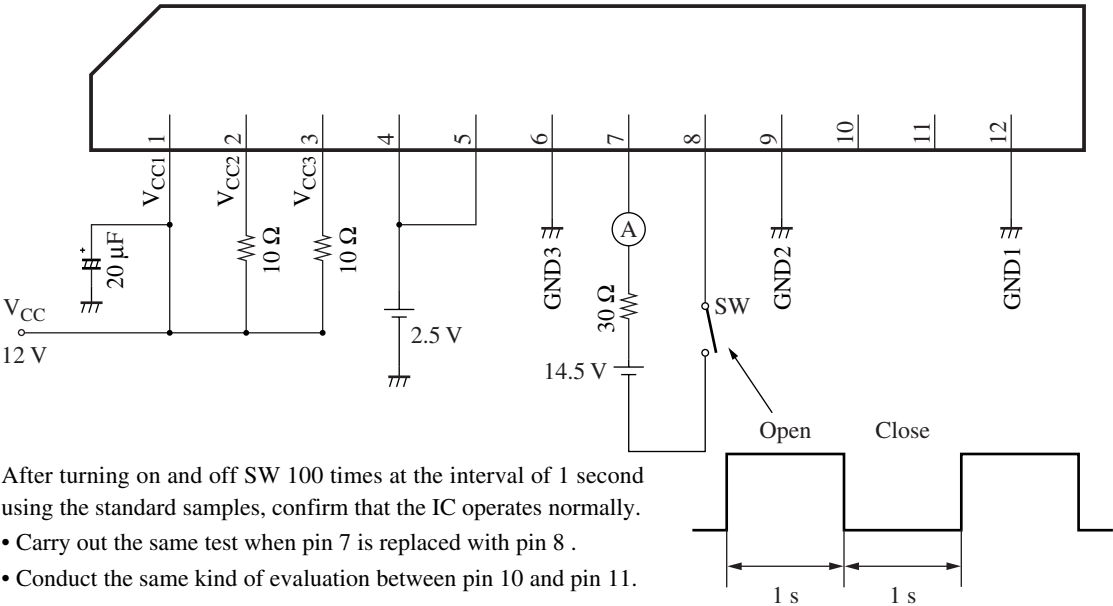 1
2
3
4
5
6
7
8
9
10
11
12
VCC1
VCC2
VCC3
+
20 µF
10 Ω
10 Ω
GND3
A
GND2
GND1
VCC
12 V
2.5 V
30 Ω
14.5 V
SW
Open
Close
After turning on and off SW 100 times at the interval of 1 second
using the standard samples, confirm that the IC operates normally.
• Carry out the same test when pin 7 is replaced with pin 8 .
• Conduct the same kind of evaluation between pin 10 and pin 11.
1 s
1 s